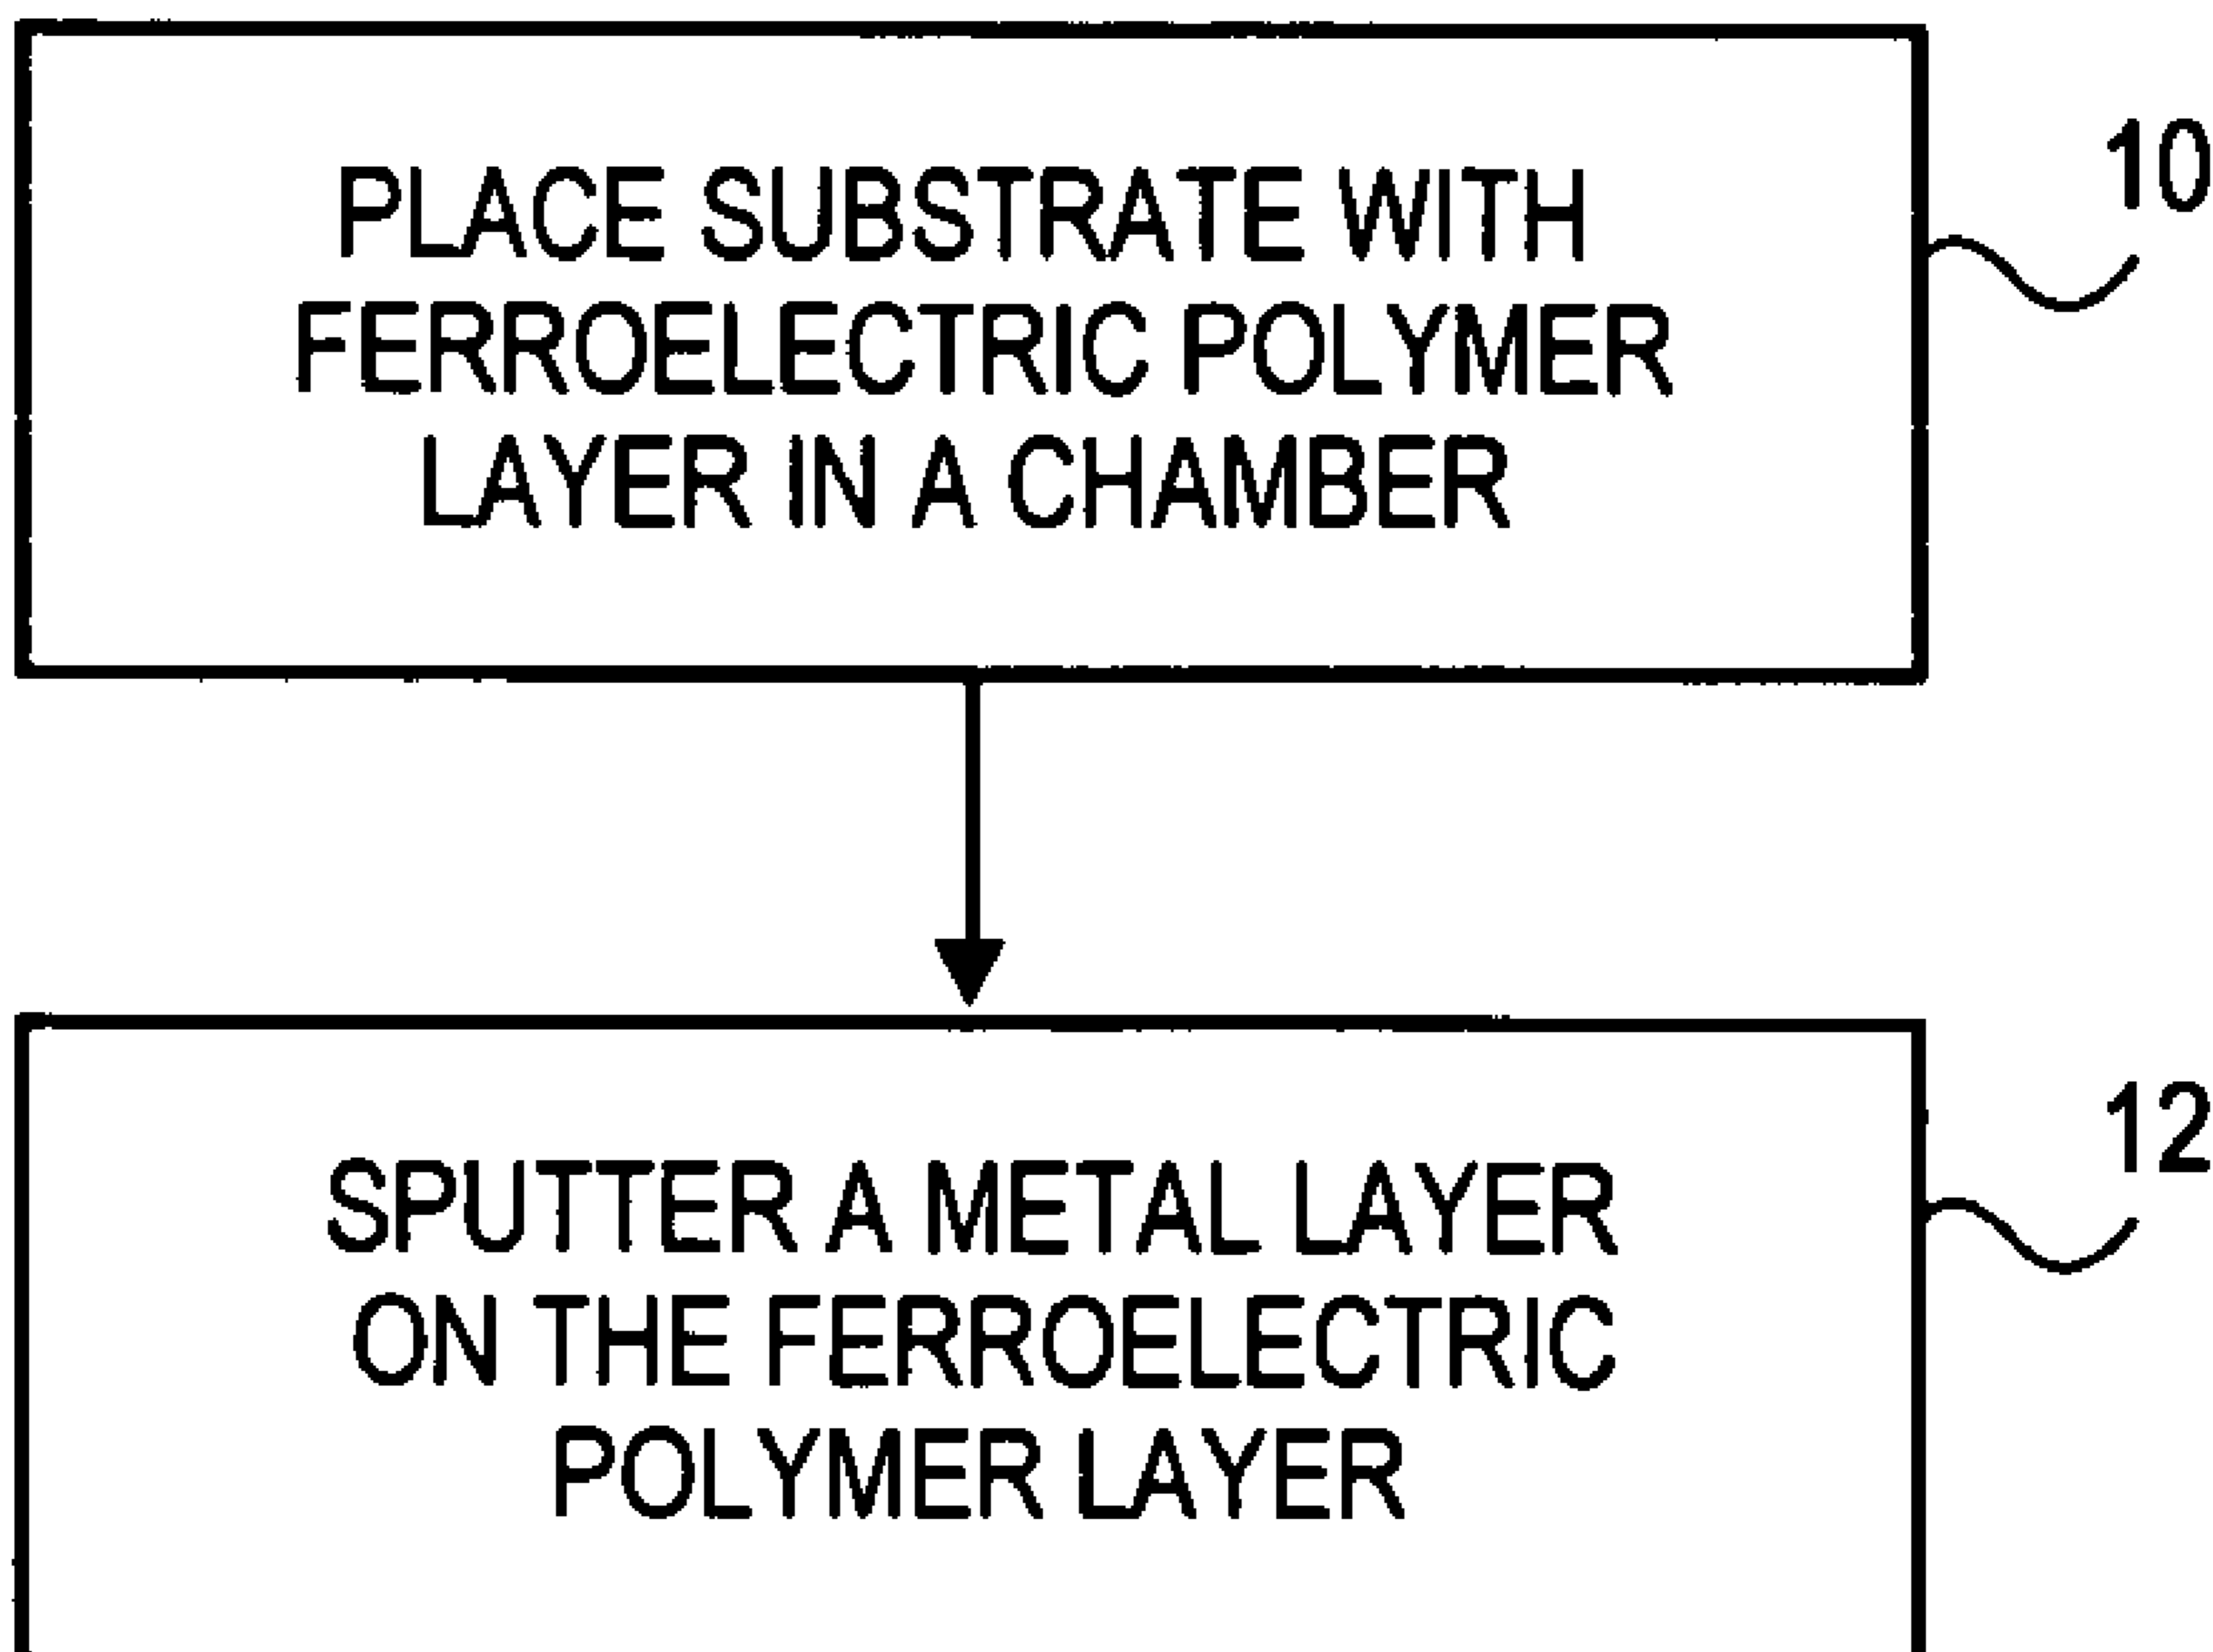 PLACE SUBSTRATE WITH
FERROELECTRIC POLYMER
LAYER IN A CHAMBER
10
SPUTTER A METAL LAYER
ON THE FERROELECTRIC
POLYMER LAYER
12